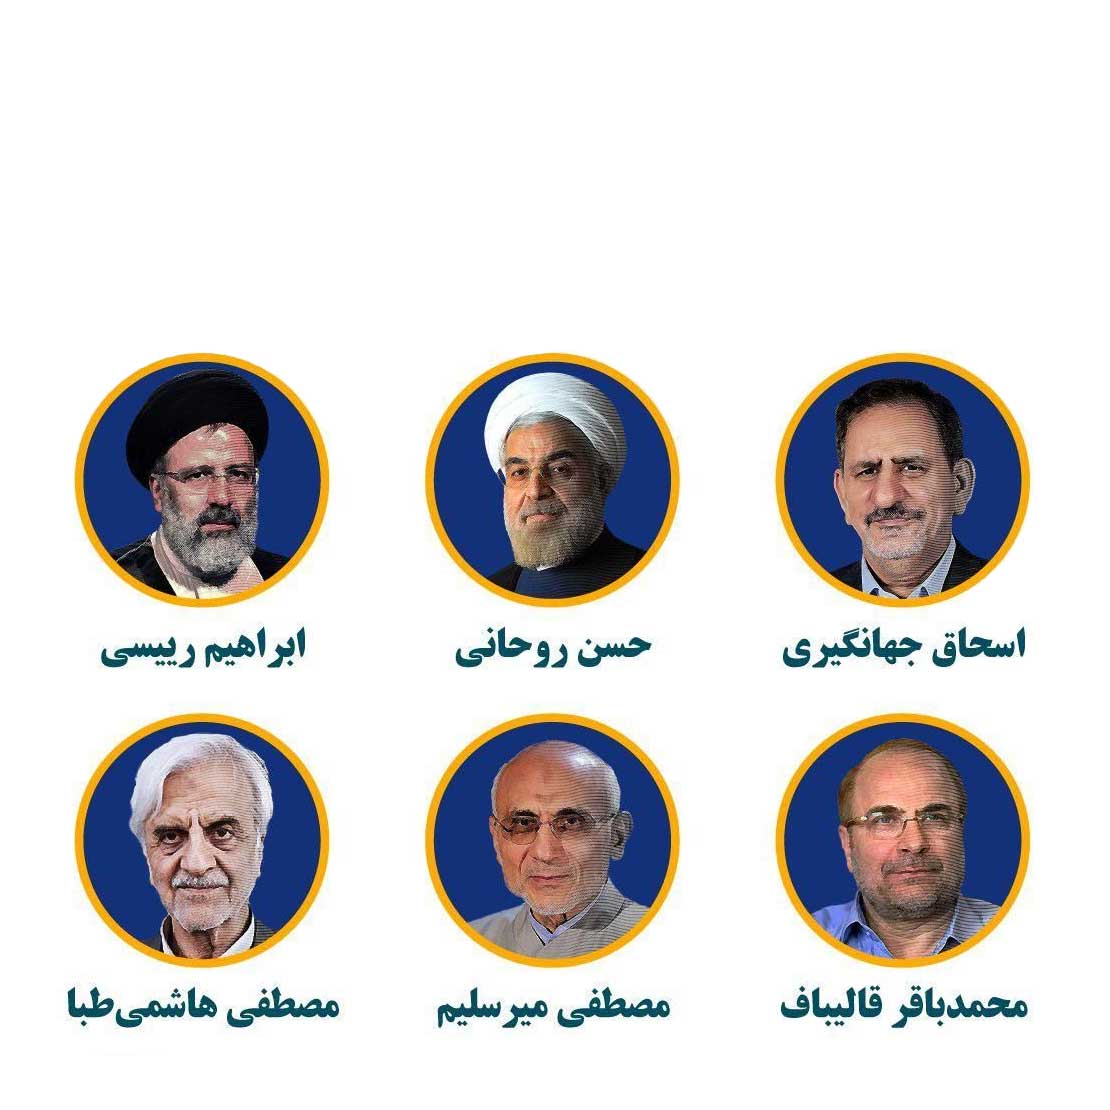 اسحاق جهانگیری
حسن روحانی
ابراهیم رییسی
محمدباقر قالیباف
مصطفی میرسلیم
مصطفی هاشمی‌طبا